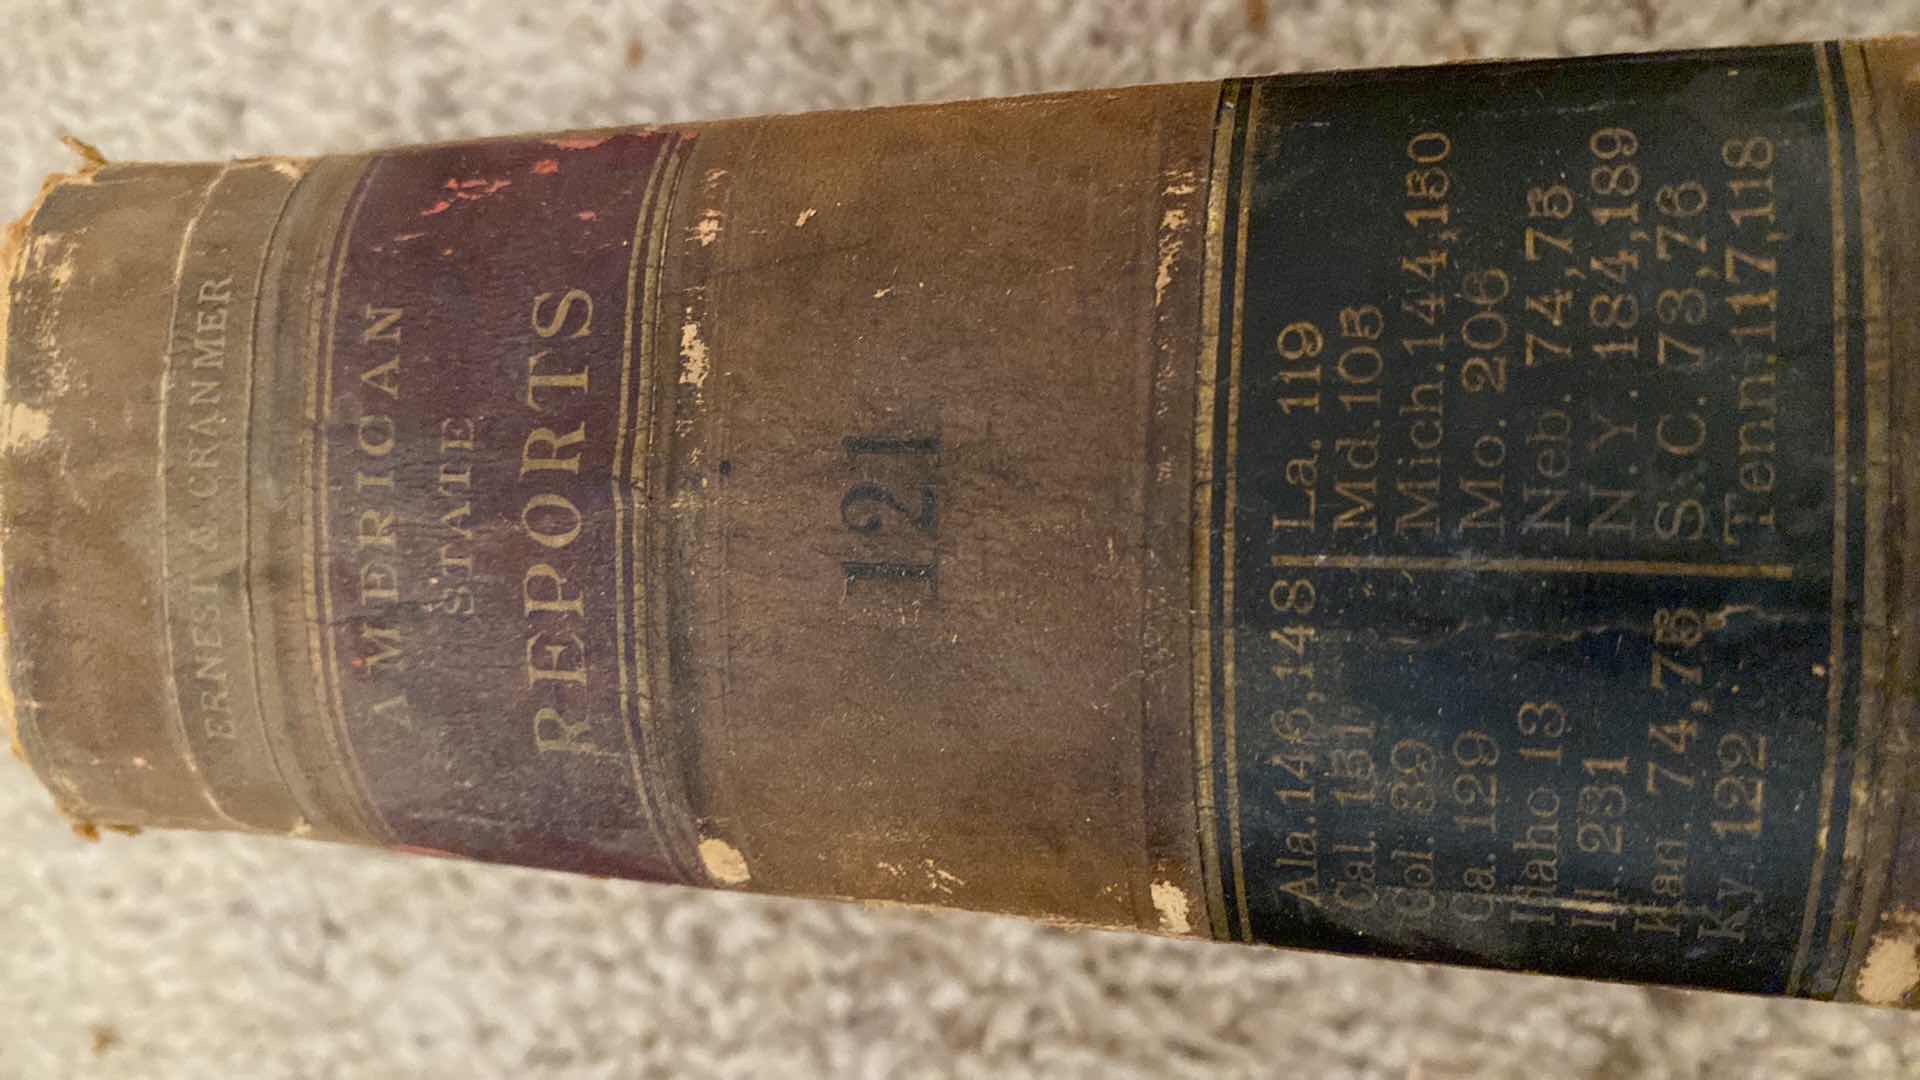 ERNEST & CRANMER
AMERICAN
STATE
REPORTS
121
Ala. 146, 148
Cal. 151
Col. 39
Ga. 129
Idaho 13
Ill. 231
Kan. 74, 75
Ky. 122
La. 119
Md. 105
Mich. 144, 150
Mo. 206
Neb. 74, 75
N.Y. 184, 189
S.C. 73, 76
Tenn. 117, 118